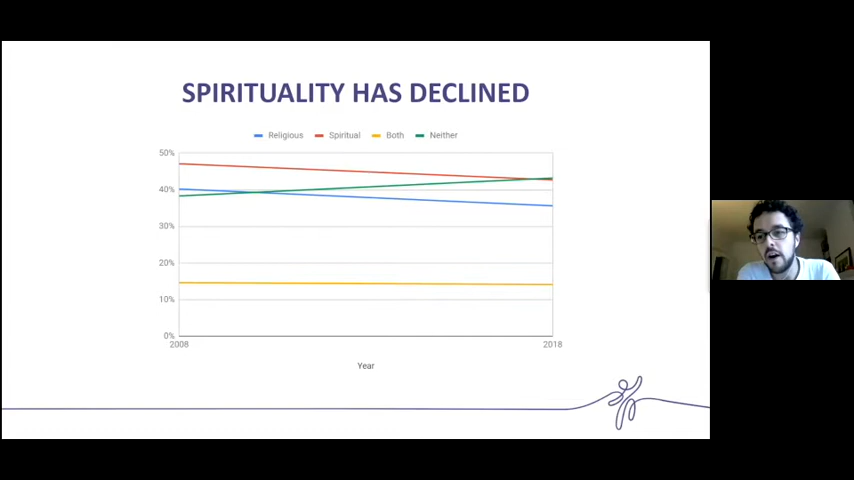 SPIRITUALITY HAS DECLINED
Religious Spiritual Both Neither
50%
40%
30%
20%
10%
0%
2008 2018
Year